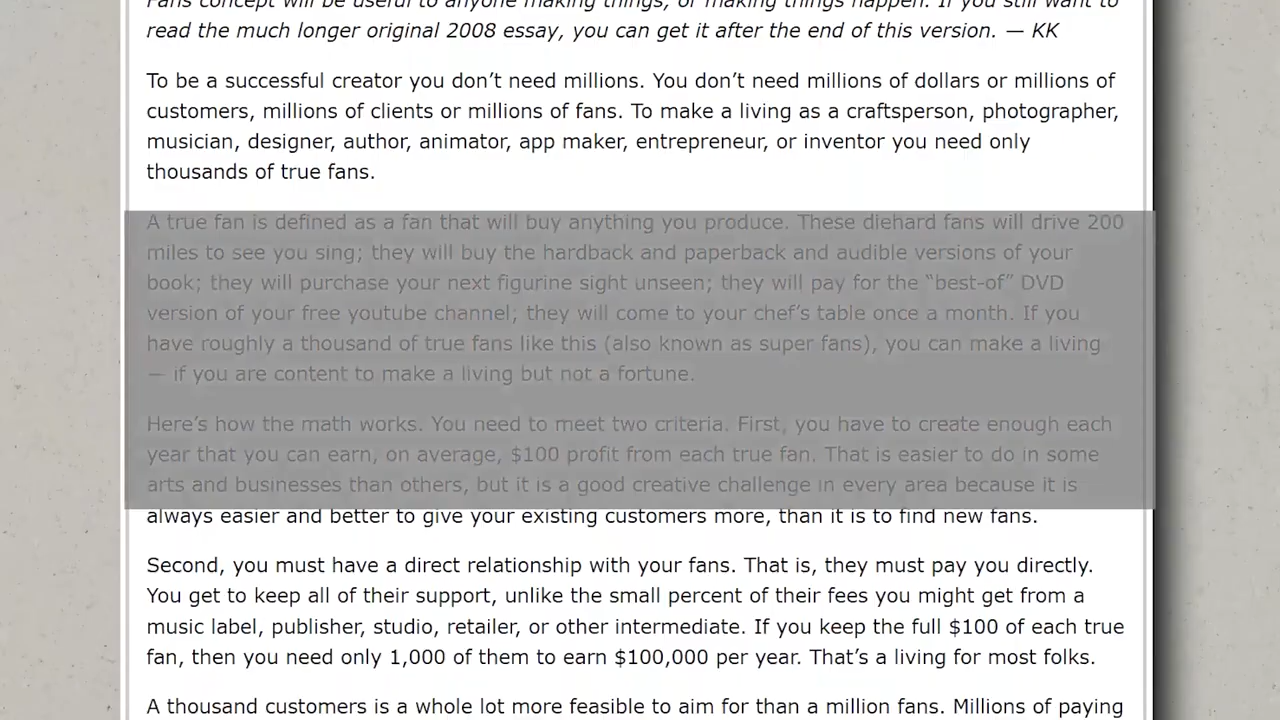 Fans concept will be useful to anyone making things, or making things happen. If you still want to
read the much longer original 2008 essay, you can get it after the end of this version. — KK
To be a successful creator you don’t need millions. You don’t need millions of dollars or millions of
customers, millions of clients or millions of fans. To make a living as a craftsperson, photographer,
musician, designer, author, animator, app maker, entrepreneur, or inventor you need only
thousands of true fans.
A true fan is defined as a fan that will buy anything you produce. These diehard fans will drive 200
miles to see you sing; they will buy the hardback and paperback and audible versions of your
book; they will purchase your next figurine sight unseen; they will pay for the “best-of” DVD
version of your free youtube channel; they will come to your chef’s table once a month. If you
have roughly a thousand of true fans like this (also known as super fans), you can make a living
— if you are content to make a living but not a fortune.
Here’s how the math works. You need to meet two criteria. First, you have to create enough each
year that you can earn, on average, $100 profit from each true fan. That is easier to do in some
arts and businesses than others, but it is a good creative challenge in every area because it is
always easier and better to give your existing customers more, than it is to find new fans.
Second, you must have a direct relationship with your fans. That is, they must pay you directly.
You get to keep all of their support, unlike the small percent of their fees you might get from a
music label, publisher, studio, retailer, or other intermediate. If you keep the full $100 of each true
fan, then you need only 1,000 of them to earn $100,000 per year. That’s a living for most folks.
A thousand customers is a whole lot more feasible to aim for than a million fans. Millions of paying